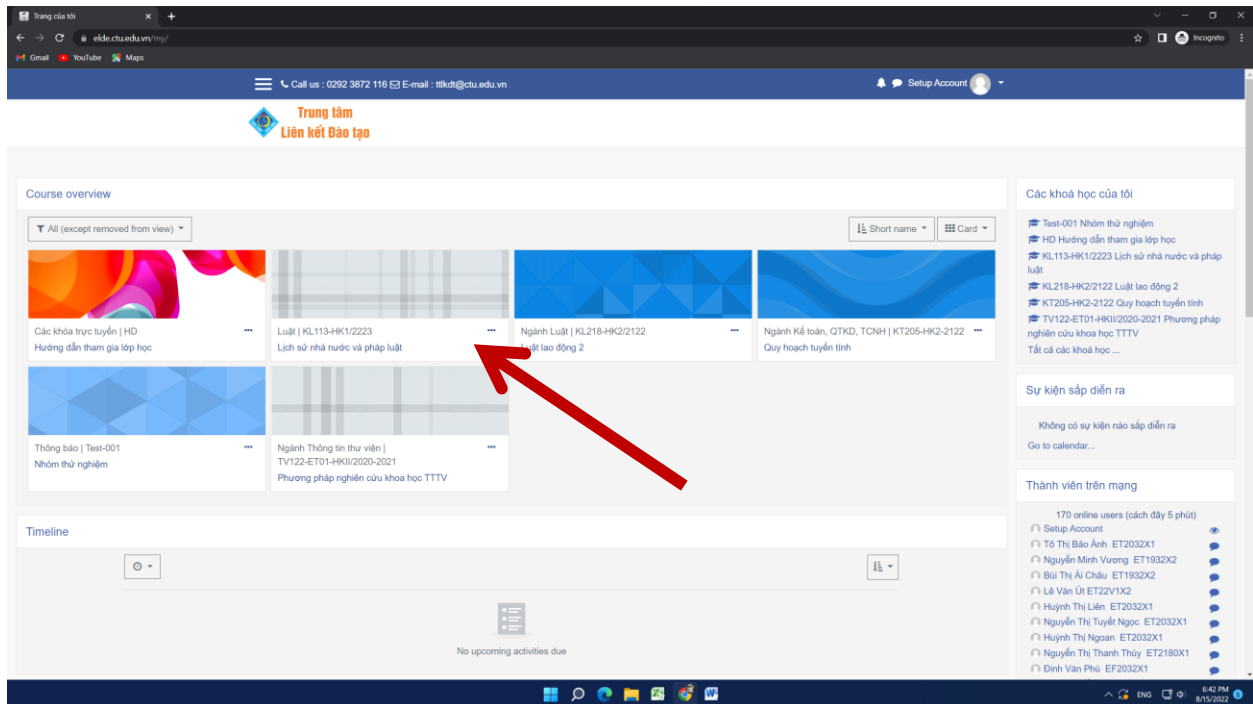 Trang của tôi
elde.ctu.edu.vn/my/
Incognito
Gmail YouTube Maps
Call us : 0292 3872 116 E-mail : ttlkdt@ctu.edu.vn
Setup Account
Trung tâm
Liên kết Đào tạo
Course overview
All (except removed from view)
Short name
Card
Các khóa trực tuyến | HD
Hướng dẫn tham gia lớp học
Luật | KL113-HK1/2223
Lịch sử nhà nước và pháp luật
Ngành Luật | KL218-HK2/2122
Luật lao động 2
Ngành Kế toán, QTKD, TCNH | KT205-HK2-2122
Quy hoạch tuyến tính
Thông báo | Test-001
Nhóm thử nghiệm
Ngành Thông tin thư viện |
TV122-ET01-HKII/2020-2021
Phương pháp nghiên cứu khoa học TTTV
Timeline
No upcoming activities due
Các khoá học của tôi
Test-001 Nhóm thử nghiệm
HD Hướng dẫn tham gia lớp học
KL113-HK1/2223 Lịch sử nhà nước và pháp
luật
KL218-HK2/2122 Luật lao động 2
KT205-HK2-2122 Quy hoạch tuyến tính
TV122-ET01-HKII/2020-2021 Phương pháp
nghiên cứu khoa học TTTV
Tất cả các khoá học ...
Sự kiện sắp diễn ra
Không có sự kiện nào sắp diễn ra
Go to calendar...
Thành viên trên mạng
170 online users (cách đây 5 phút)
Setup Account
Tô Thị Bảo Ánh ET2032X1
Nguyễn Minh Vương ET1932X2
Bùi Thị Ái Châu ET1932X2
Lê Văn Út ET22V1X2
Huỳnh Thị Liên ET2032X1
Nguyễn Thị Tuyết Ngọc ET2032X1
Huỳnh Thị Ngoan ET2032X1
Nguyễn Thị Thanh Thúy ET2180X1
Đinh Văn Phú EF2032X1
ENG
6:42 PM
8/15/2022